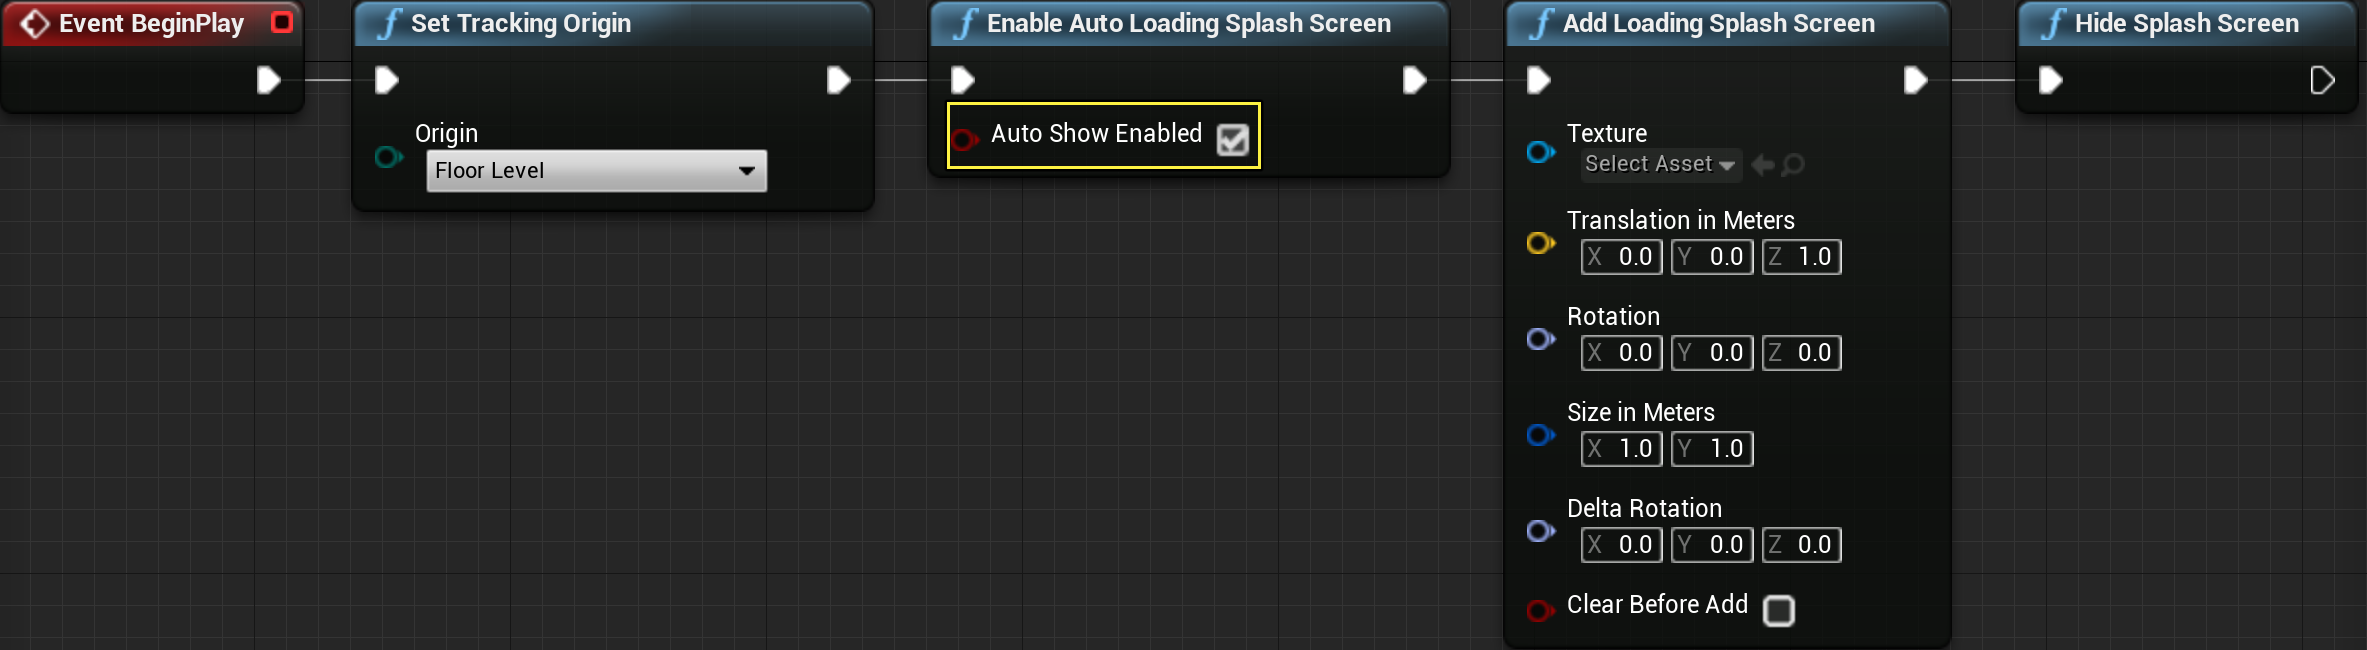 Event BeginPlay
f Set Tracking Origin
Origin
Floor Level
f Enable Auto Loading Splash Screen
Auto Show Enabled
f Add Loading Splash Screen
Texture
Select Asset
Translation in Meters
X 0.0 Y 0.0 Z 1.0
Rotation
X 0.0 Y 0.0 Z 0.0
Size in Meters
X 1.0 Y 1.0
Delta Rotation
X 0.0 Y 0.0 Z 0.0
Clear Before Add
f Hide Splash Screen